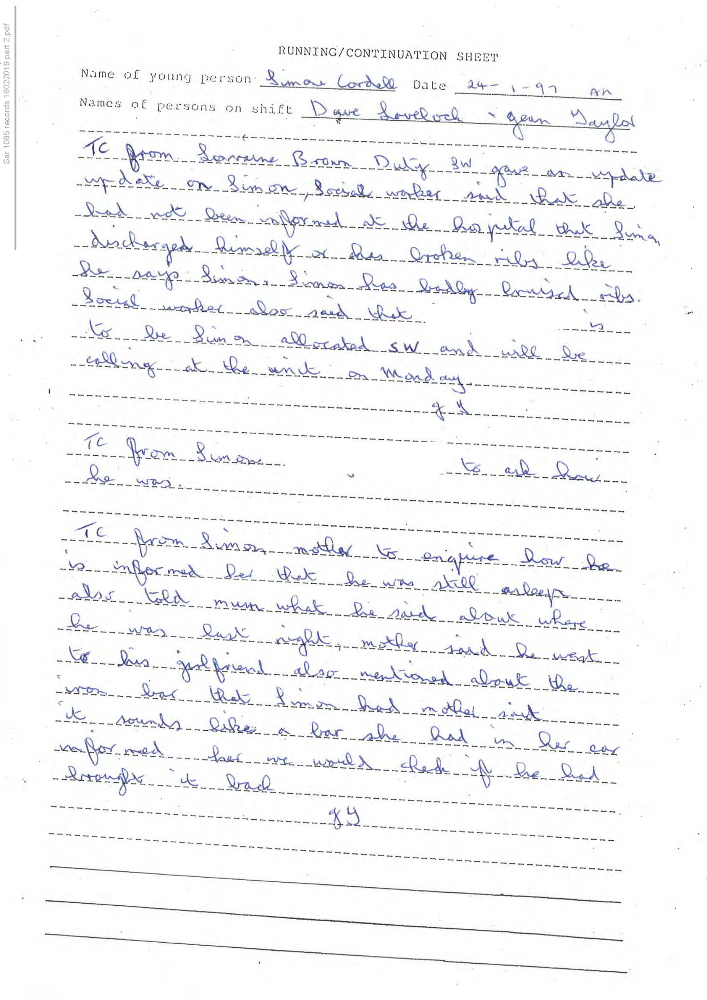 Sar 1085 records 16022019 part 2.pdf
RUNNING/CONTINUATION SHEET
Name of young person Simon Cordell Date 24-1-97 AM
Names of persons on shift Dave Lovelock - Jean Taylor
TC from Lorraine Brown Duty SW gave an update
update on Simon, Social worker said that she
had not been informed at the hospital that Simon
discharged himself or has broken ribs like
he says Simon. Simon has badly bruised ribs.
Social worker also said that is
to be Simon allocated SW and will be
calling at the unit on Monday.
JT
TC from Simon to ask how
he was.
TC from Simon mother to enquire how he
is informed her that he was still asleep
also told mum what he said about where
he was last night, mother said he went
to his girlfriend also mentioned about the
iron bar that Simon had mother said
it sounds like a bar she had in her car
informed her we would check if he had
brought it back
JT